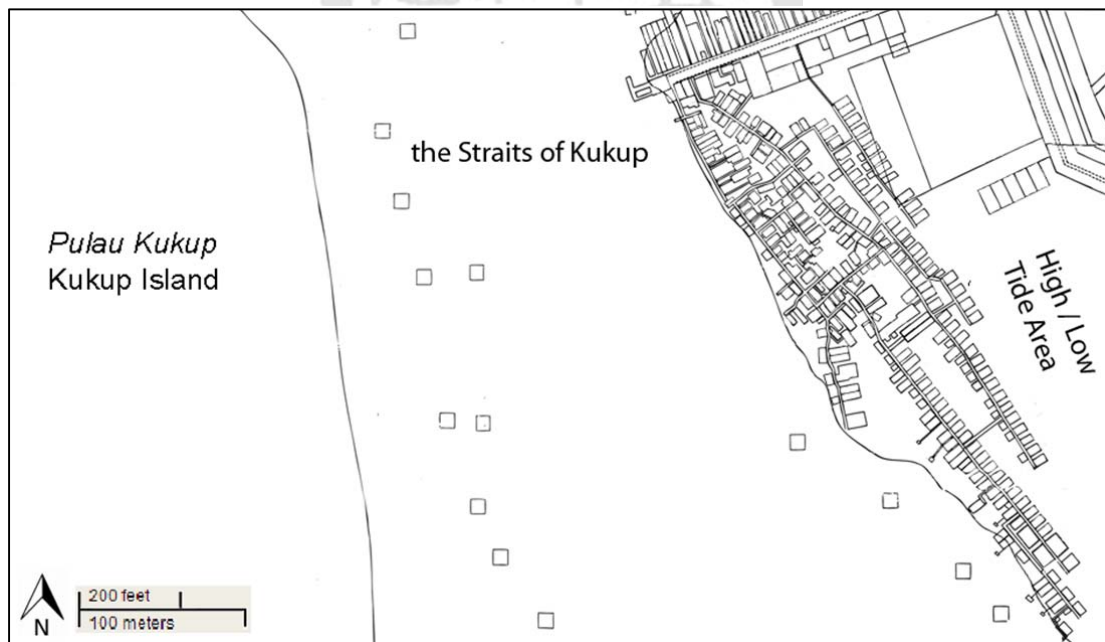 the Straits of Kukup
Pulau Kukup
Kukup Island
High / Low
Tide Area
200 feet
100 meters
N